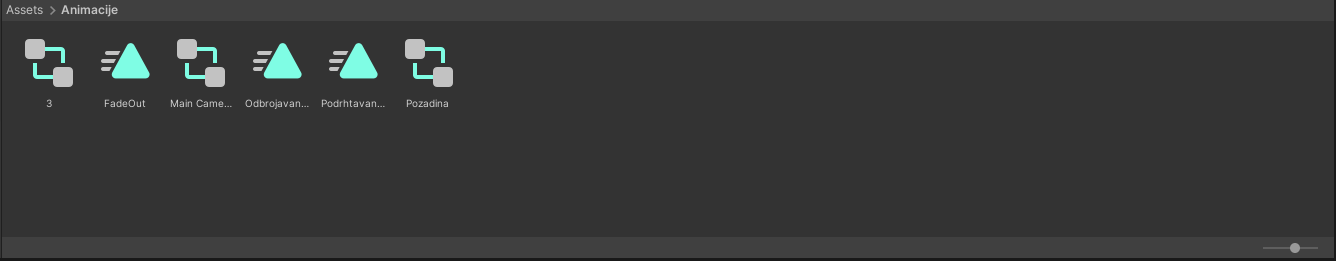 Assets > Animacije
3
FadeOut
Main Came...
Odbrojavan...
Podrhtavan...
Pozadina